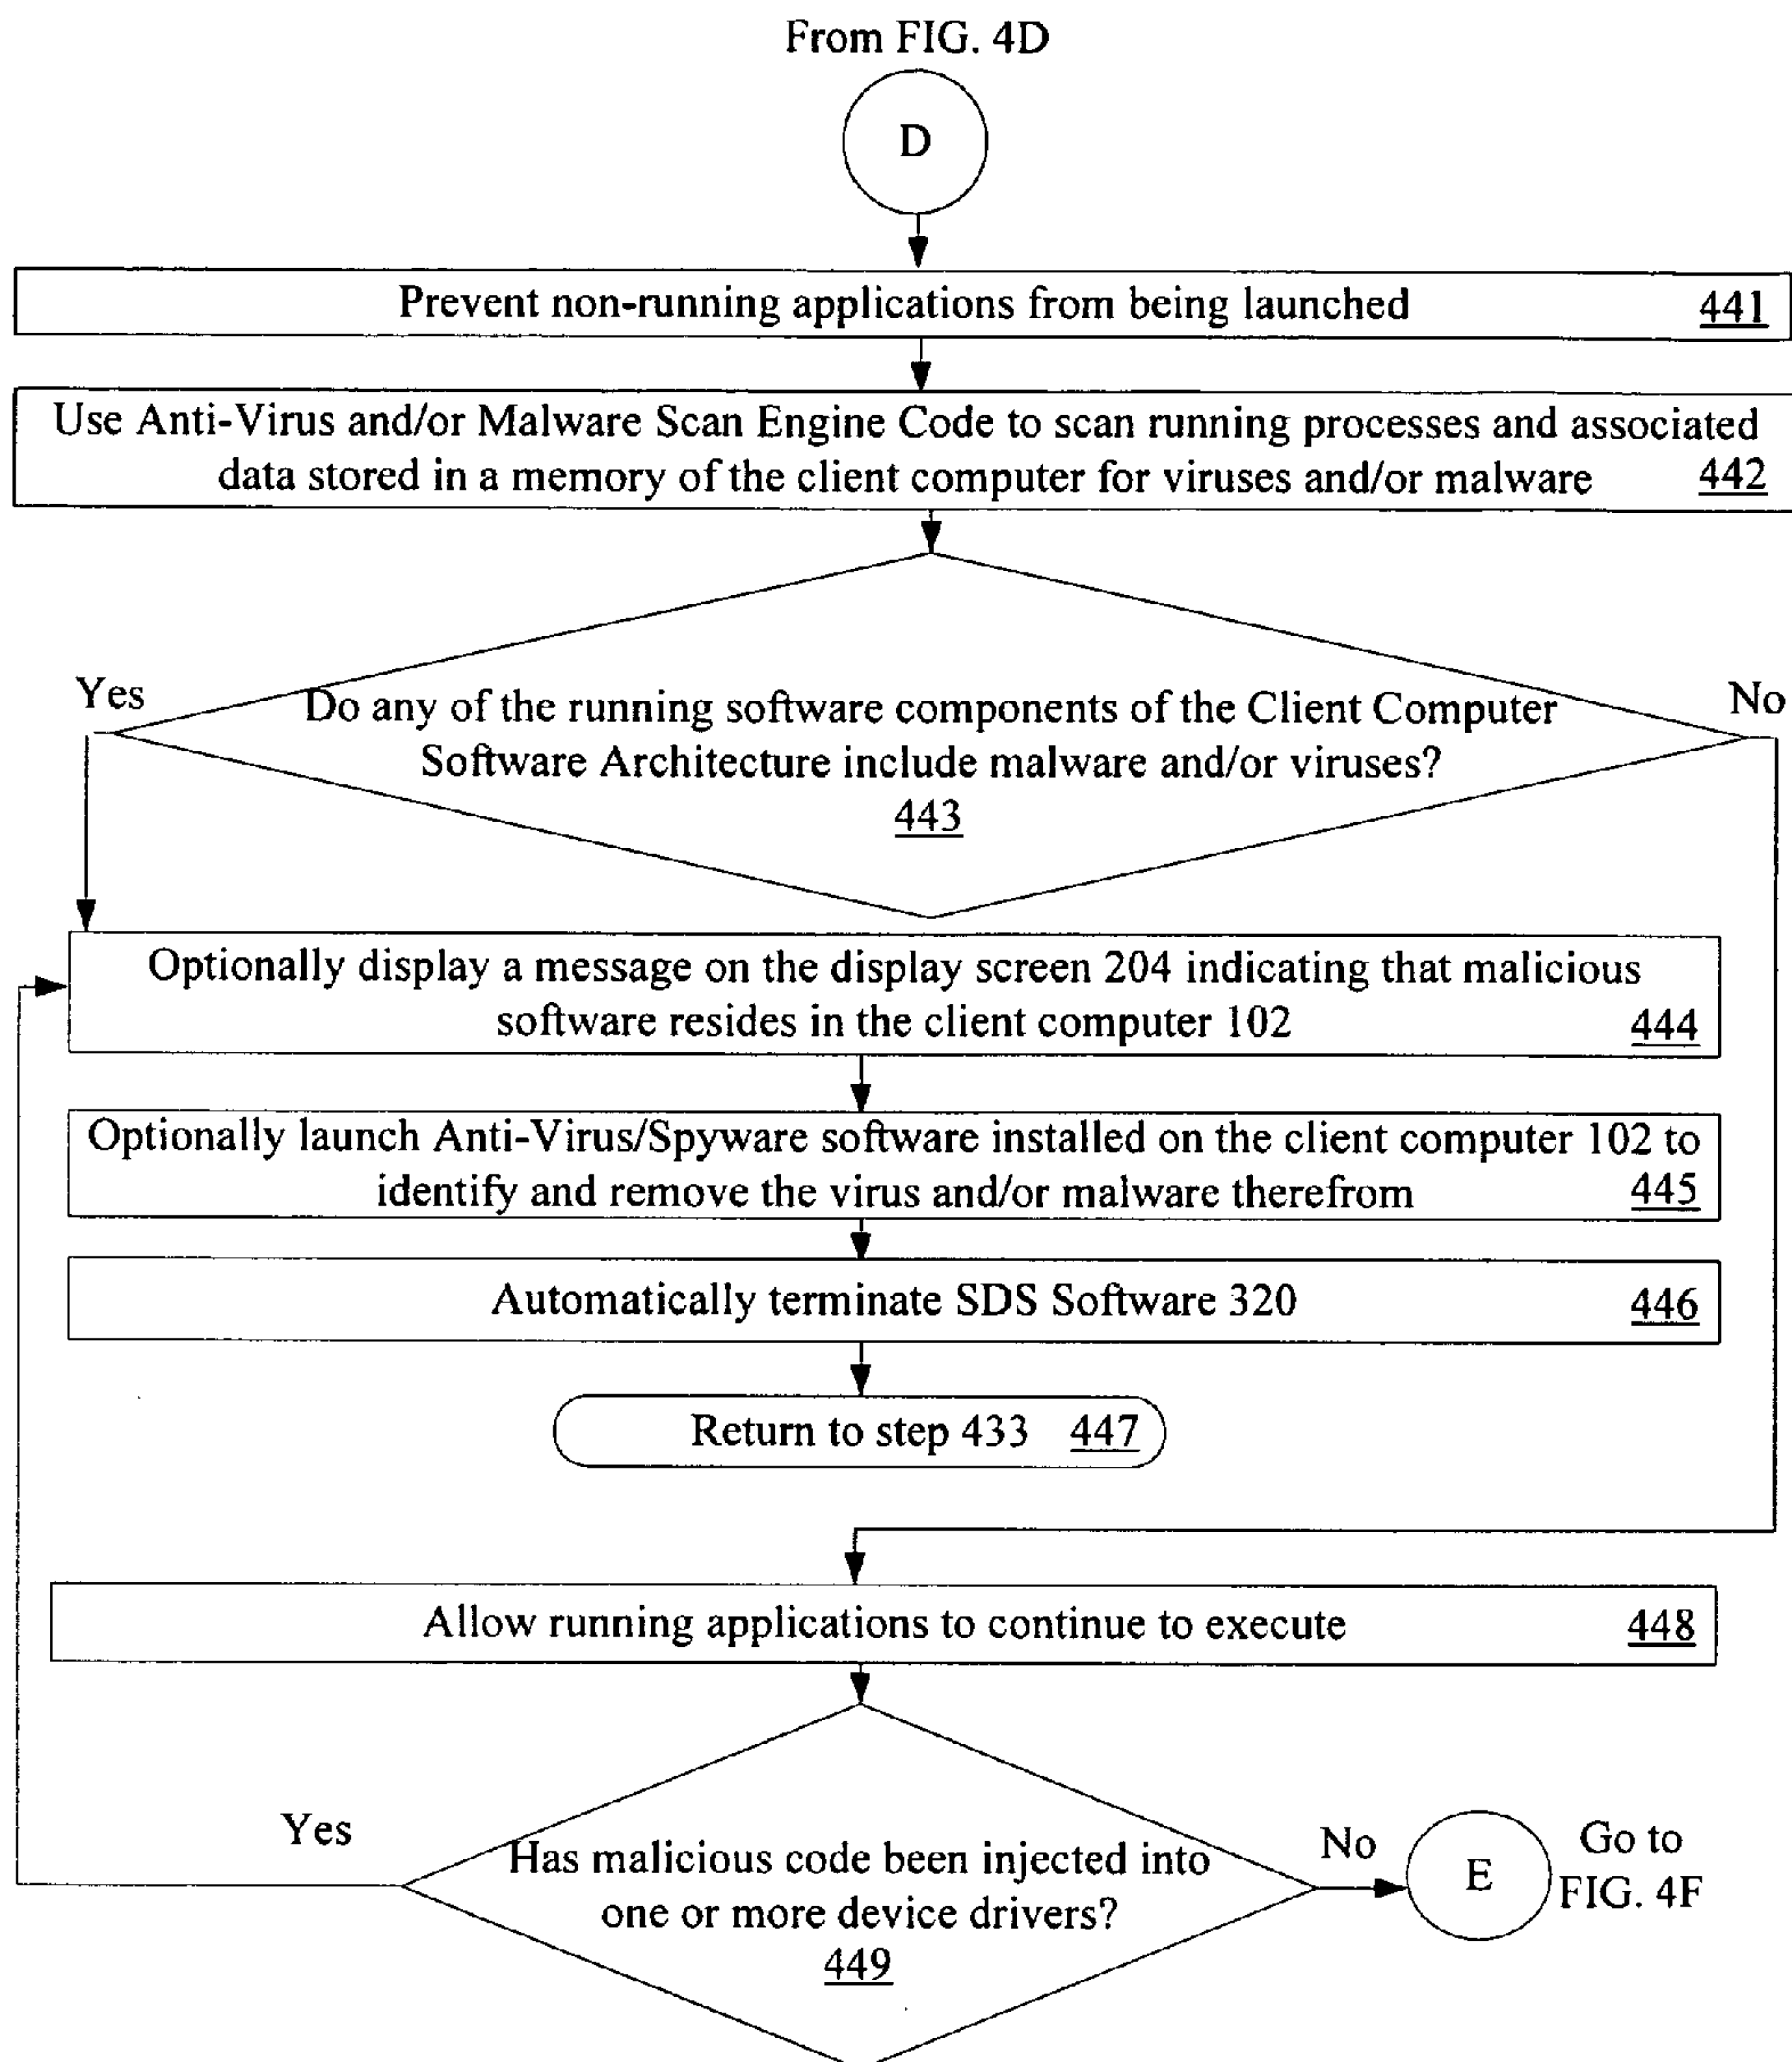 From FIG. 4D
D
Prevent non-running applications from being launched 441
Use Anti-Virus and/or Malware Scan Engine Code to scan running processes and associated
data stored in a memory of the client computer for viruses and/or malware 442
Yes
No
Do any of the running software components of the Client Computer
Software Architecture include malware and/or viruses?
443
Optionally display a message on the display screen 204 indicating that malicious
software resides in the client computer 102 444
Optionally launch Anti-Virus/Spyware software installed on the client computer 102 to
identify and remove the virus and/or malware therefrom 445
Automatically terminate SDS Software 320 446
Return to step 433 447
Allow running applications to continue to execute 448
Yes
Has malicious code been injected into
one or more device drivers?
449
No
E
Go to
FIG. 4F